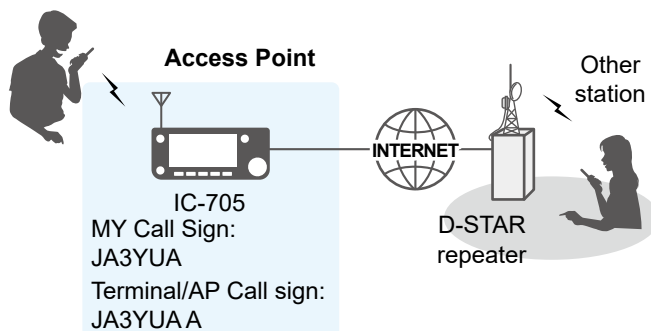 Access Point
Other
station
INTERNET
IC-705
MY Call Sign:
JA3YUA
Terminal/AP Call sign:
JA3YUA A
D-STAR
repeater